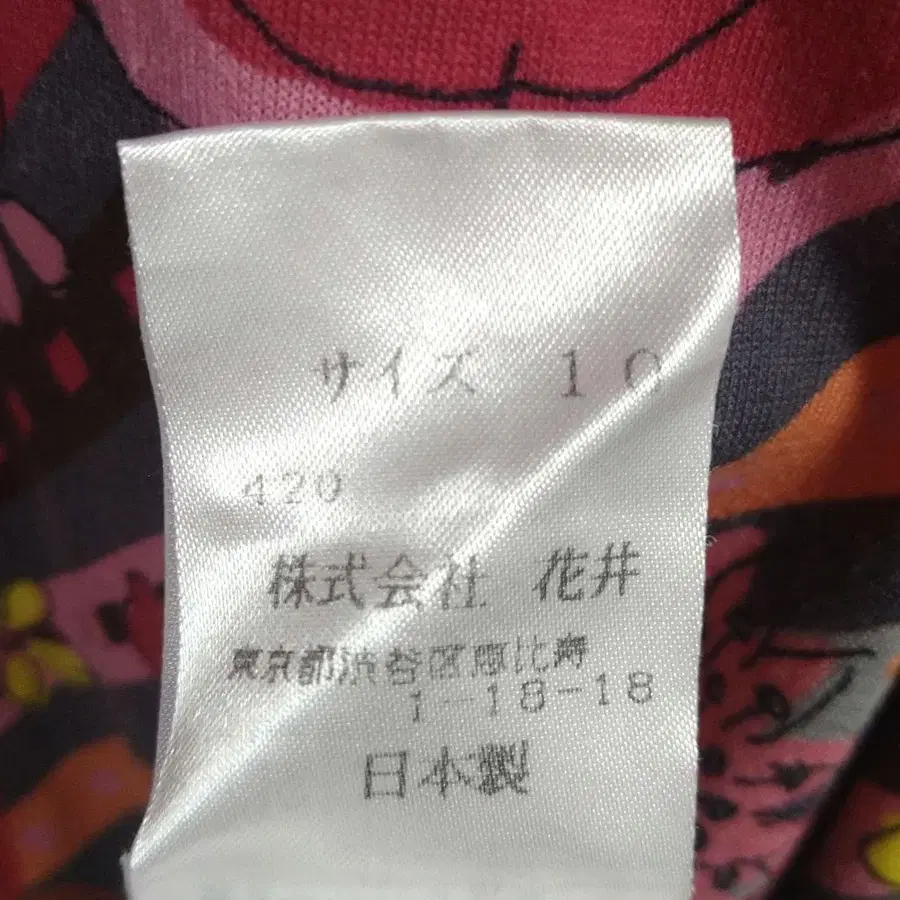 サイズ 10
420
株式会社 花井
東京都渋谷区恵比寿
1-18-18
日本製